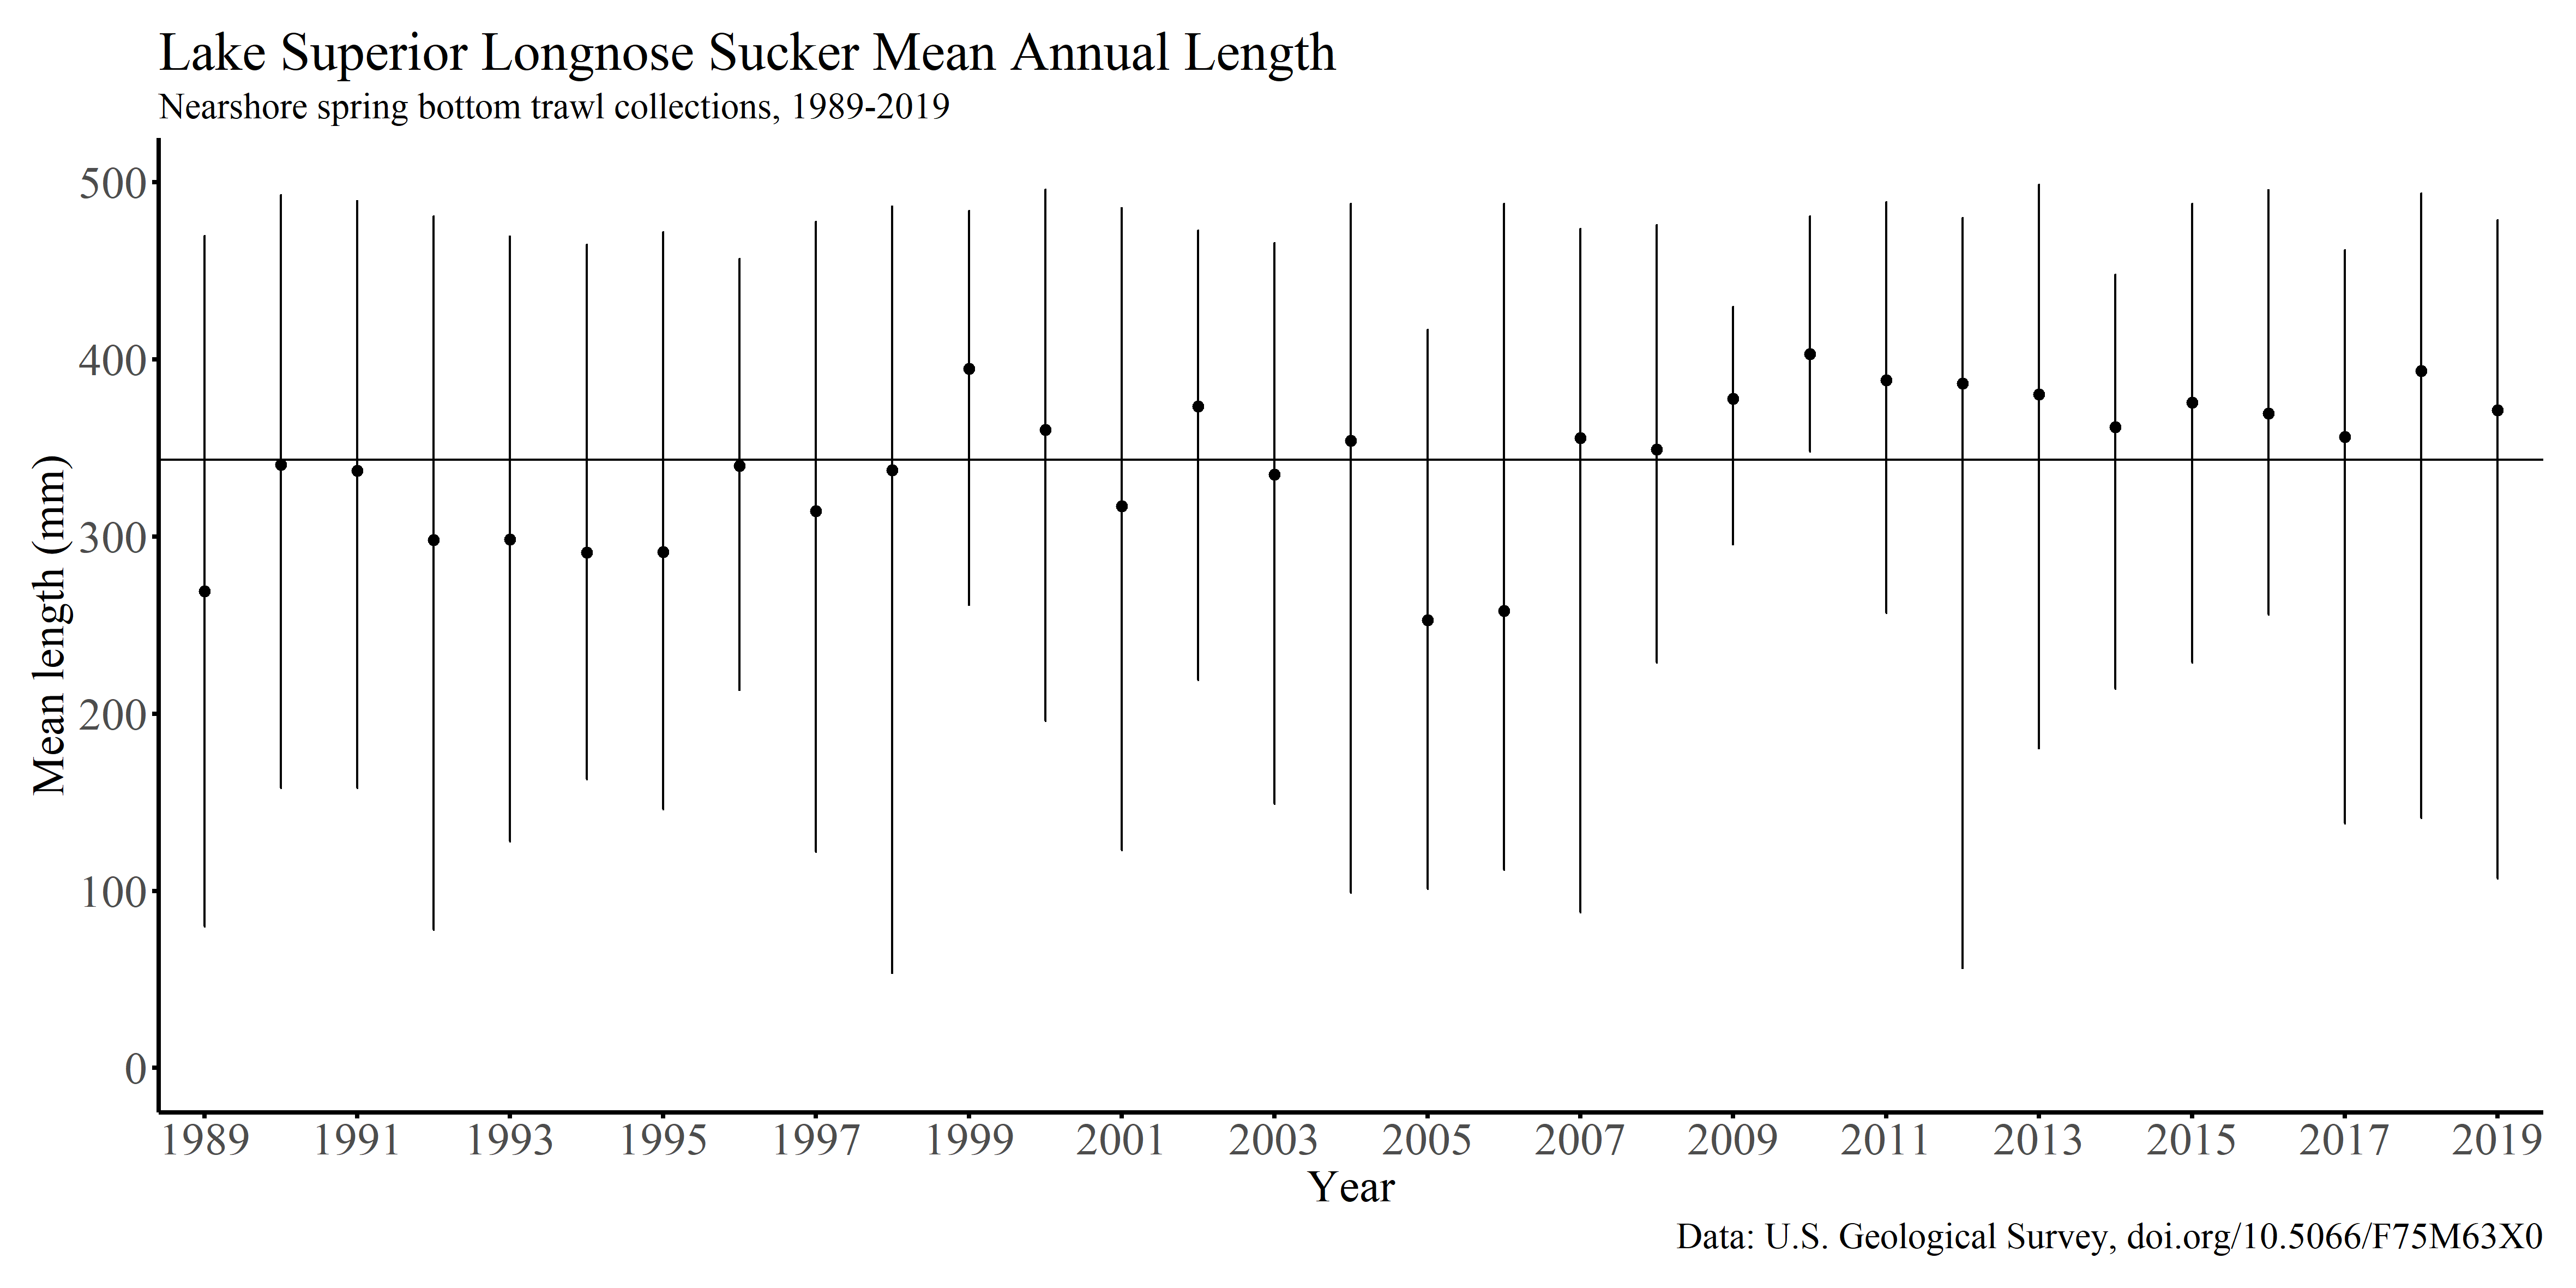 Lake Superior Longnose Sucker Mean Annual Length
Nearshore spring bottom trawl collections, 1989-2019
Mean length (mm)
500
400
300
200
100
0
1989 1991 1993 1995 1997 1999 2001 2003 2005 2007 2009 2011 2013 2015 2017 2019
Year
Data: U.S. Geological Survey, doi.org/10.5066/F75M63X0